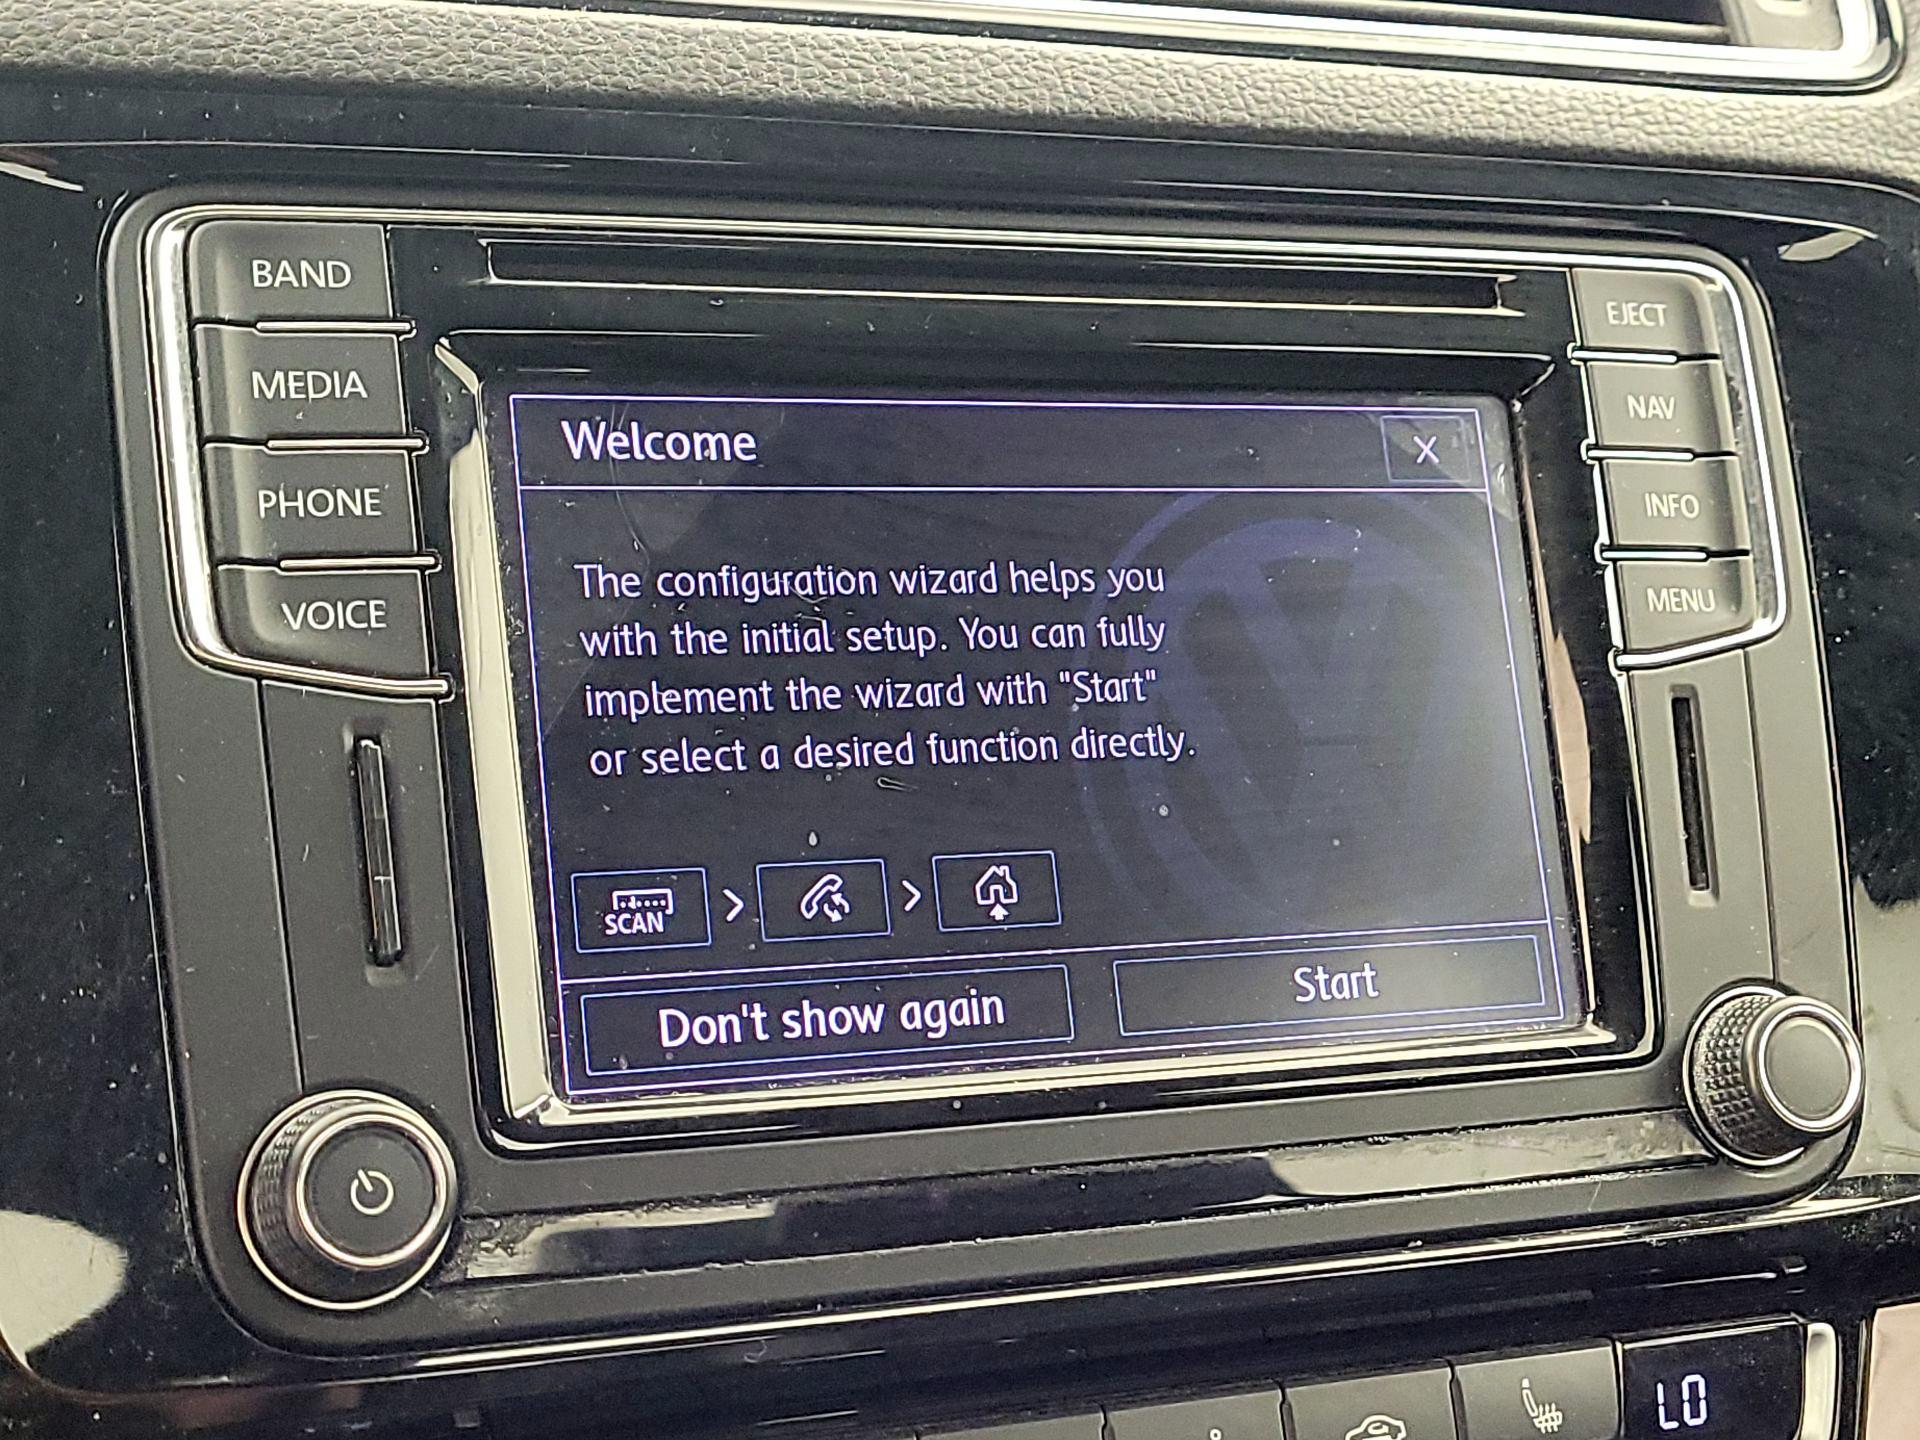 BAND
MEDIA
PHONE
VOICE
EJECT
NAV
INFO
MENU
Welcome
X
The configuration wizard helps you
with the initial setup. You can fully
implement the wizard with "Start"
or select a desired function directly.
SCAN
Don't show again
Start
LO